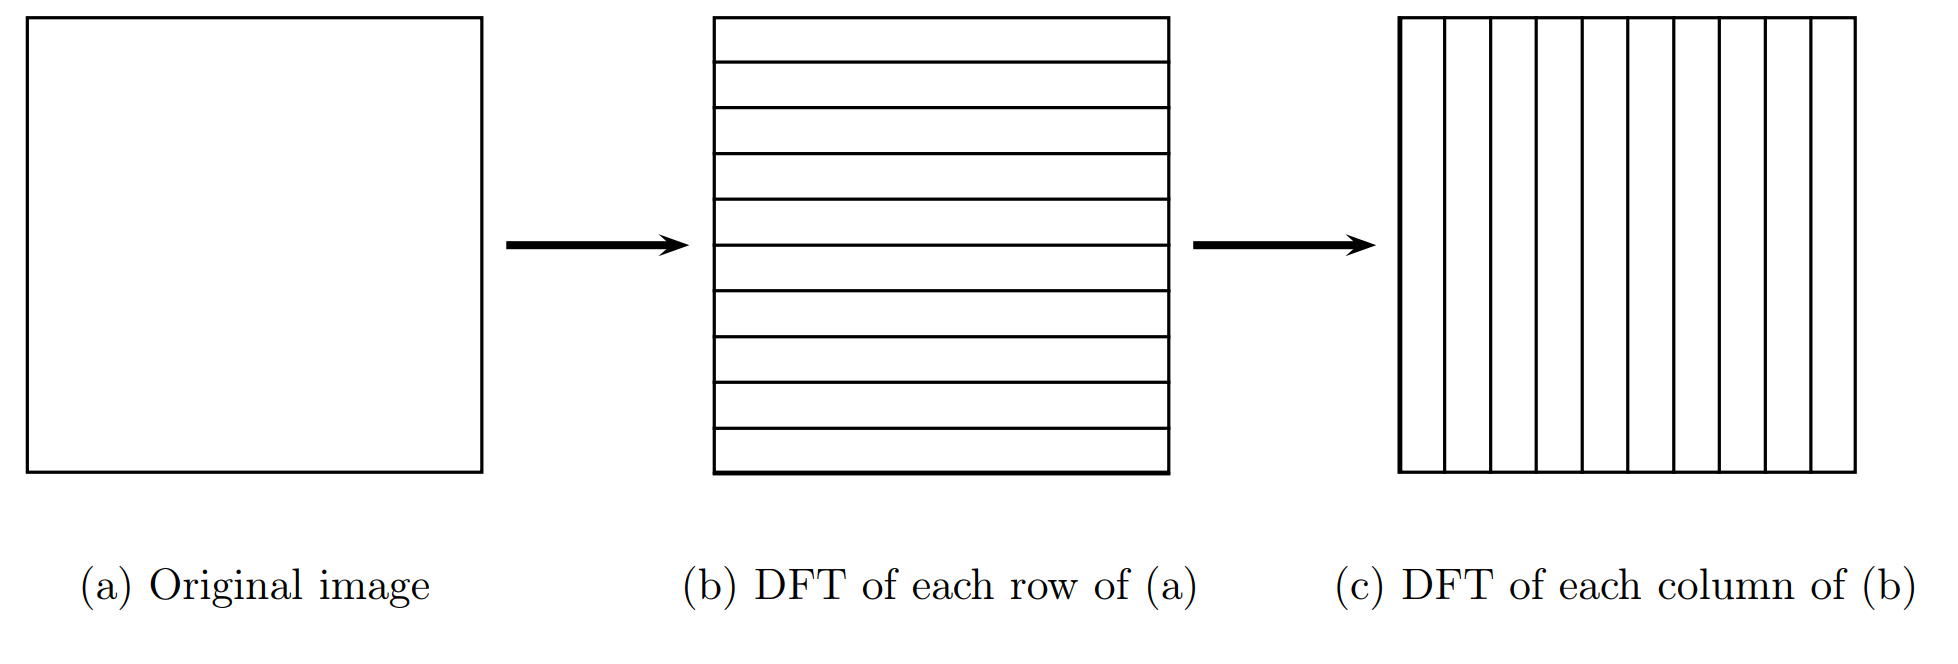 (a) Original image
(b) DFT of each row of (a)
(c) DFT of each column of (b)